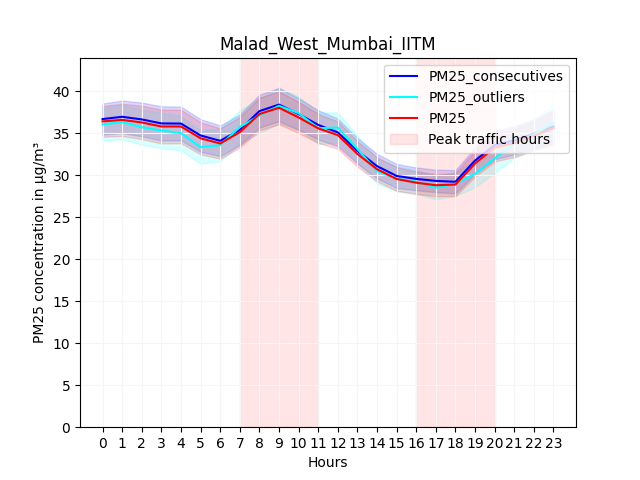 Malad_West_Mumbai_IITM
PM25 concentration in µg/m³
40
35
30
25
20
15
10
5
0
PM25_consecutives
PM25_outliers
PM25
Peak traffic hours
0 1 2 3 4 5 6 7 8 9 10 11 12 13 14 15 16 17 18 19 20 21 22 23
Hours